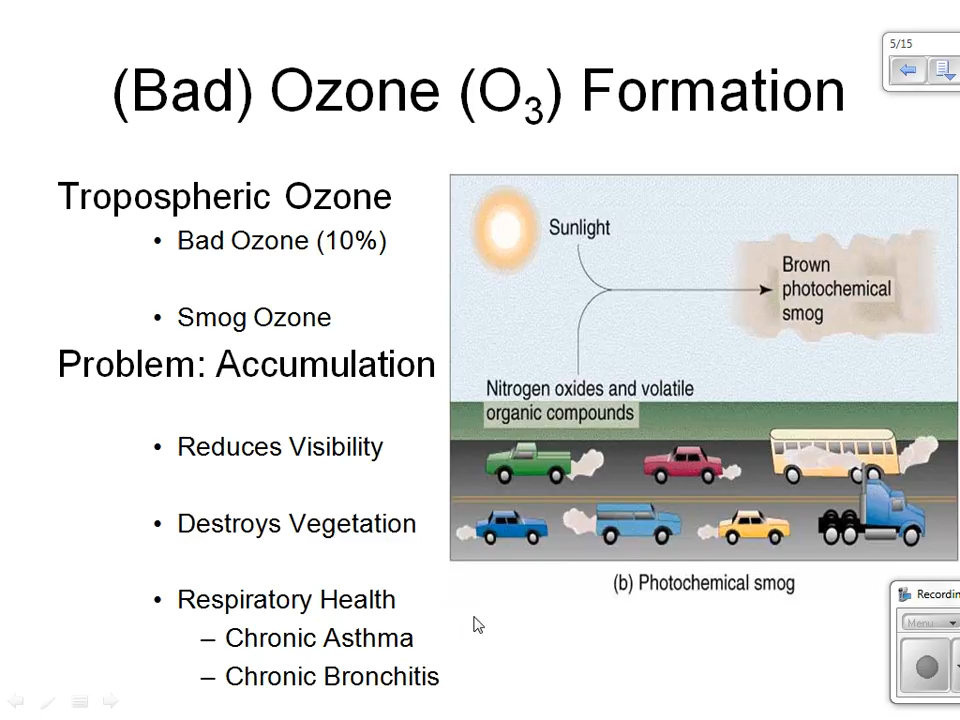 5/15
(Bad) Ozone (O₃) Formation
Tropospheric Ozone
• Bad Ozone (10%)
• Smog Ozone
Problem: Accumulation
• Reduces Visibility
• Destroys Vegetation
• Respiratory Health
– Chronic Asthma
– Chronic Bronchitis
Sunlight
Brown
photochemical
smog
Nitrogen oxides and volatile
organic compounds
(b) Photochemical smog
Recordin
Menu